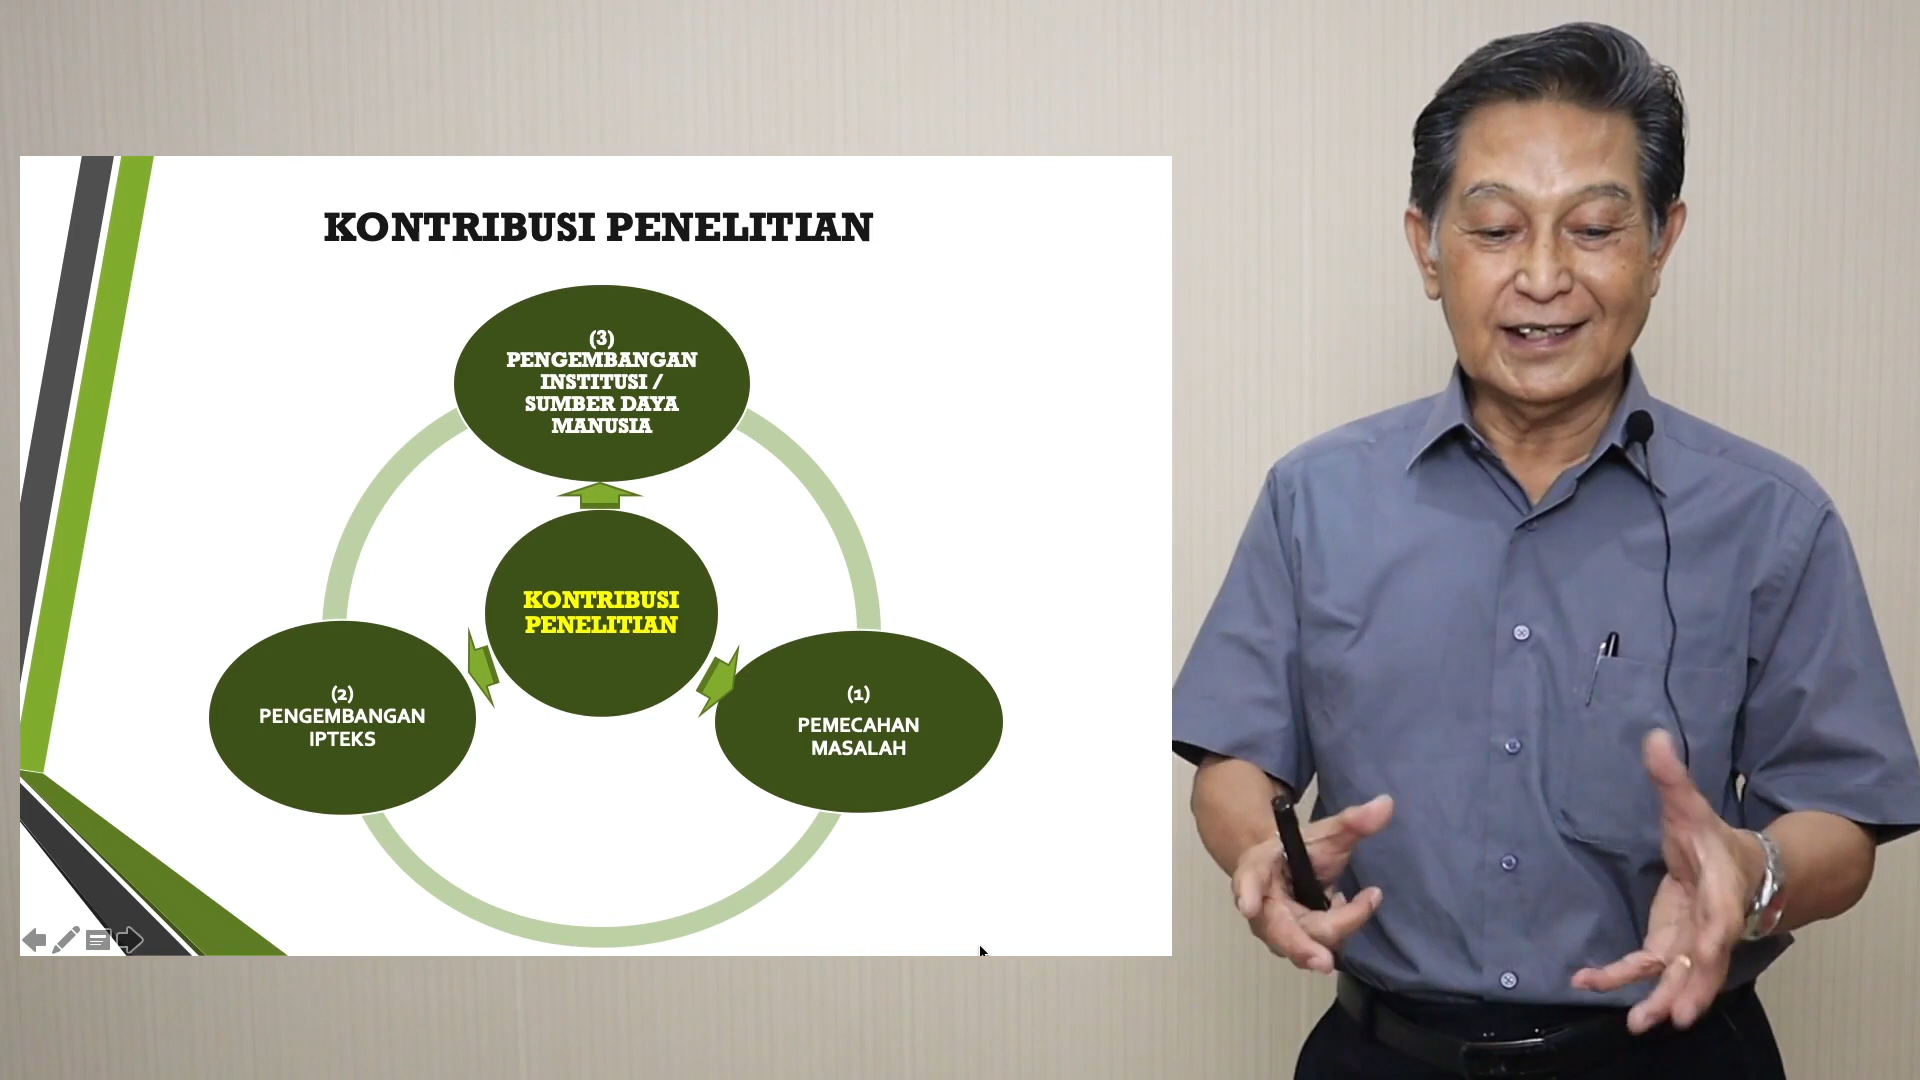 KONTRIBUSI PENELITIAN
(3)
PENGEMBANGAN
INSTITUSI /
SUMBER DAYA
MANUSIA
KONTRIBUSI
PENELITIAN
(2)
PENGEMBANGAN
IPTEKS
(1)
PEMECAHAN
MASALAH